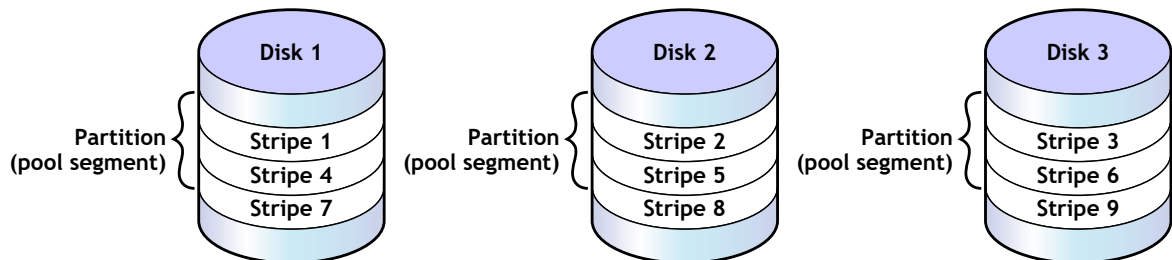 Disk 1
Partition
(pool segment)
Stripe 1
Stripe 4
Stripe 7
Disk 2
Partition
(pool segment)
Stripe 2
Stripe 5
Stripe 8
Disk 3
Partition
(pool segment)
Stripe 3
Stripe 6
Stripe 9